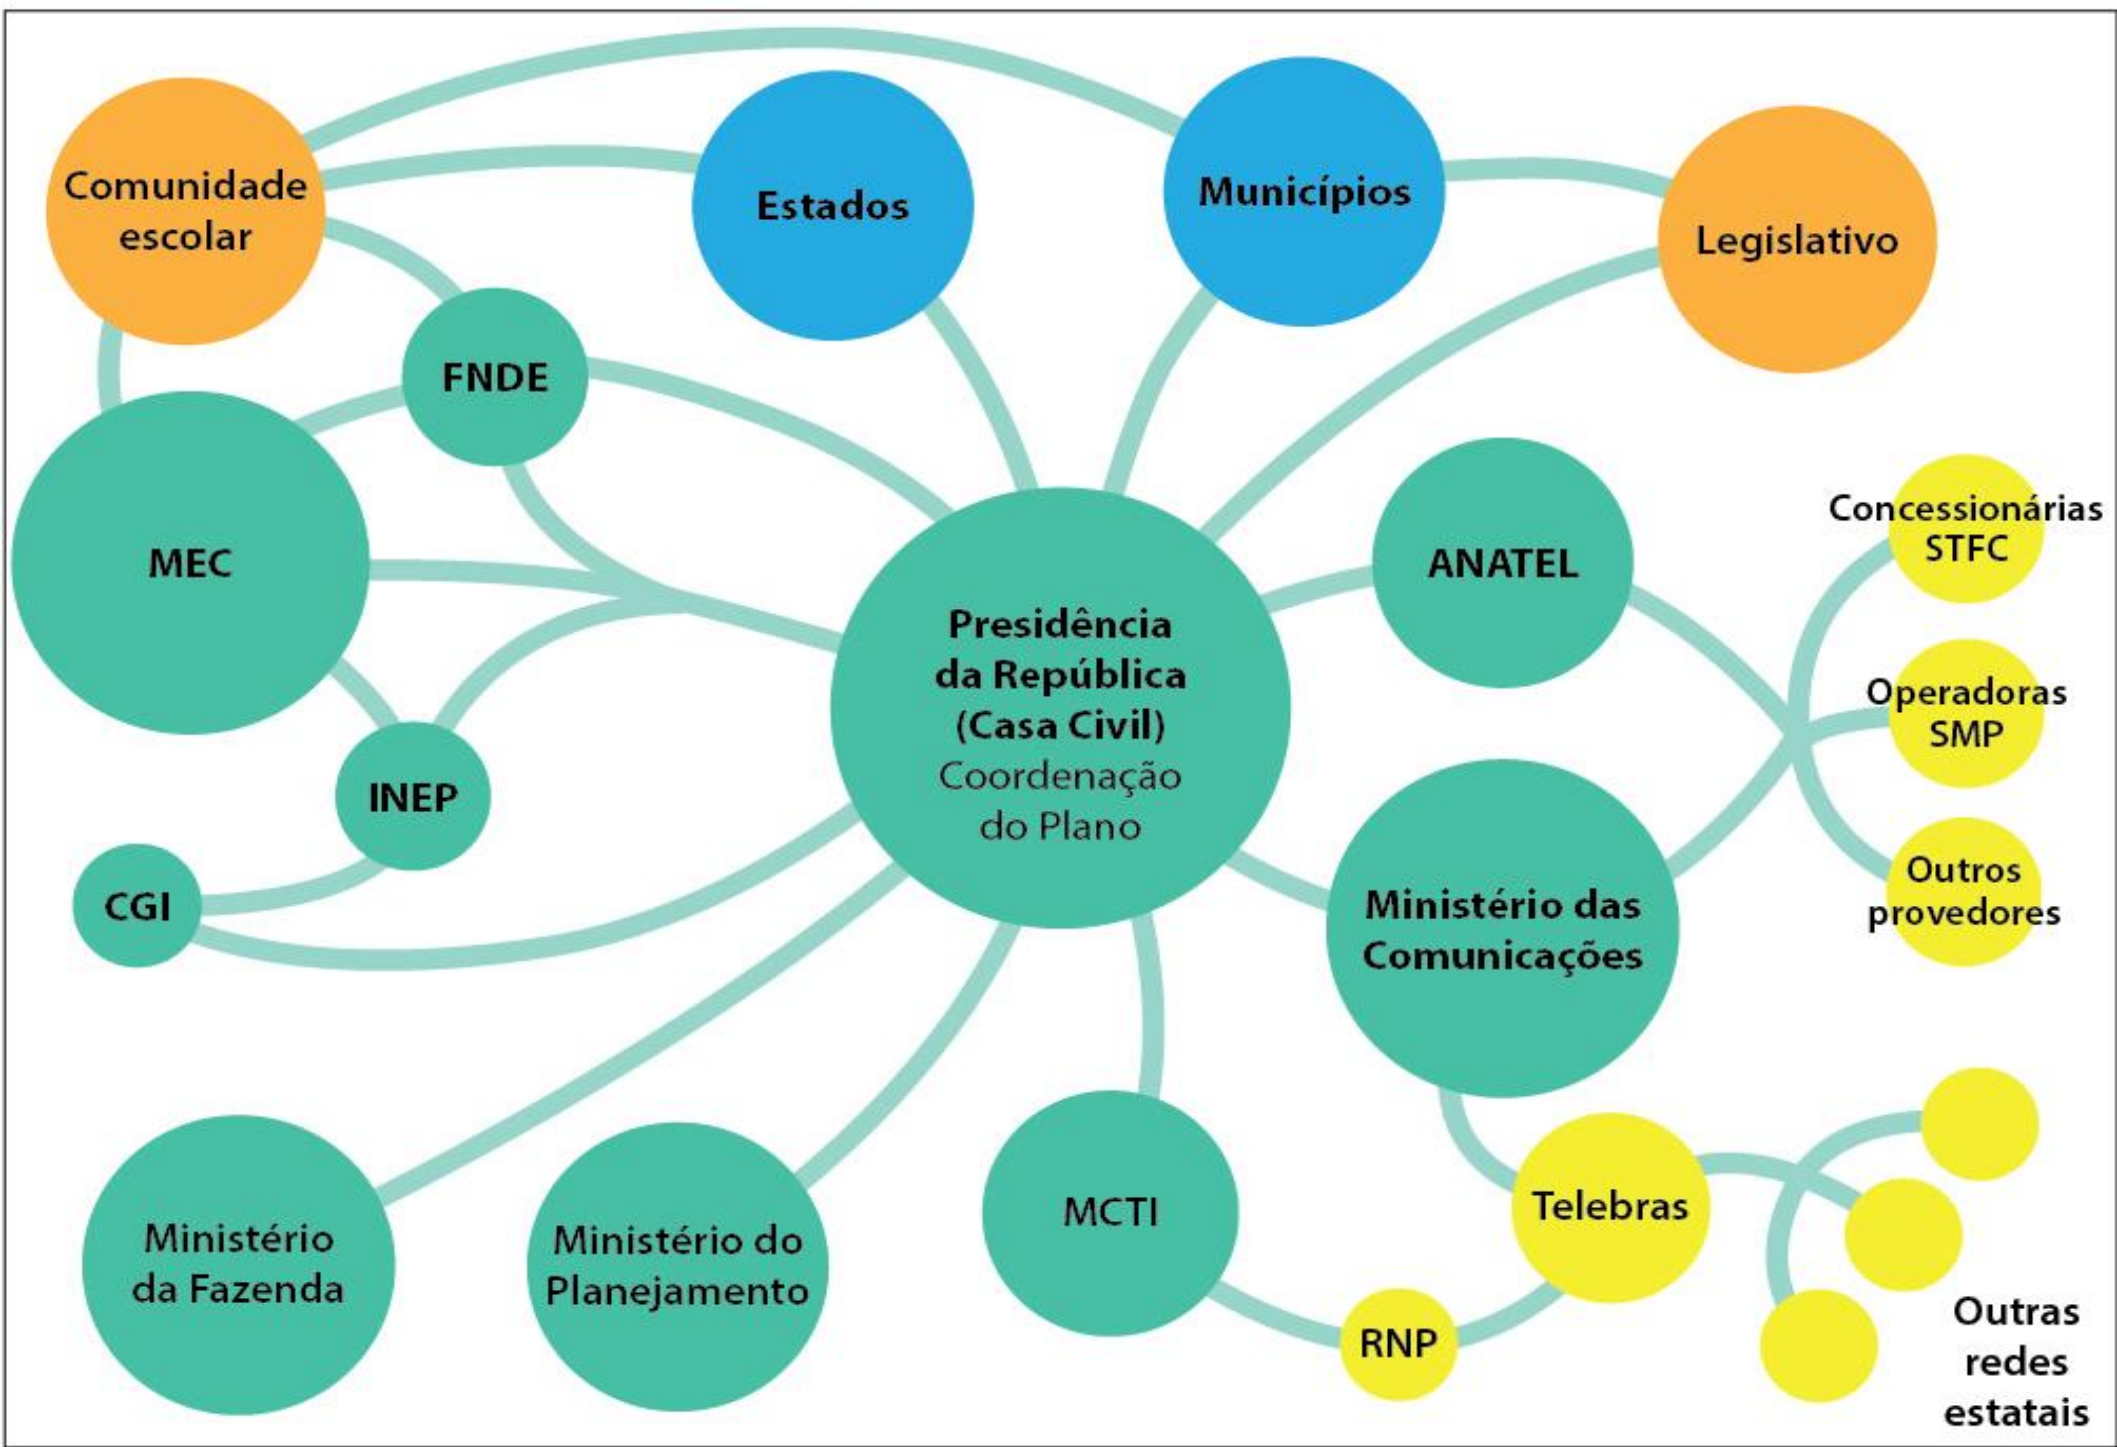 Comunidade
escolar
Estados
Municípios
Legislativo
FNDE
MEC
ANATEL
Concessionárias
STFC
Presidência
da República
(Casa Civil)
Coordenação
do Plano
Operadoras
SMP
INEP
CGI
Ministério das
Comunicações
Outros
provedores
Ministério
da Fazenda
Ministério do
Planejamento
MCTI
Telebras
RNP
Outras
redes
estatais